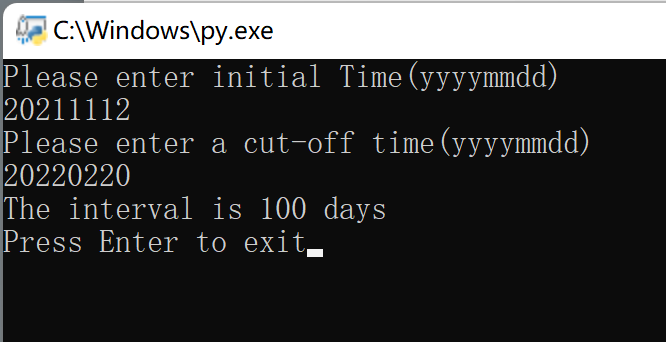 C:\Windows\py.exe
Please enter initial Time(yyyymmdd)
20211112
Please enter a cut-off time(yyyymmdd)
20220220
The interval is 100 days
Press Enter to exit